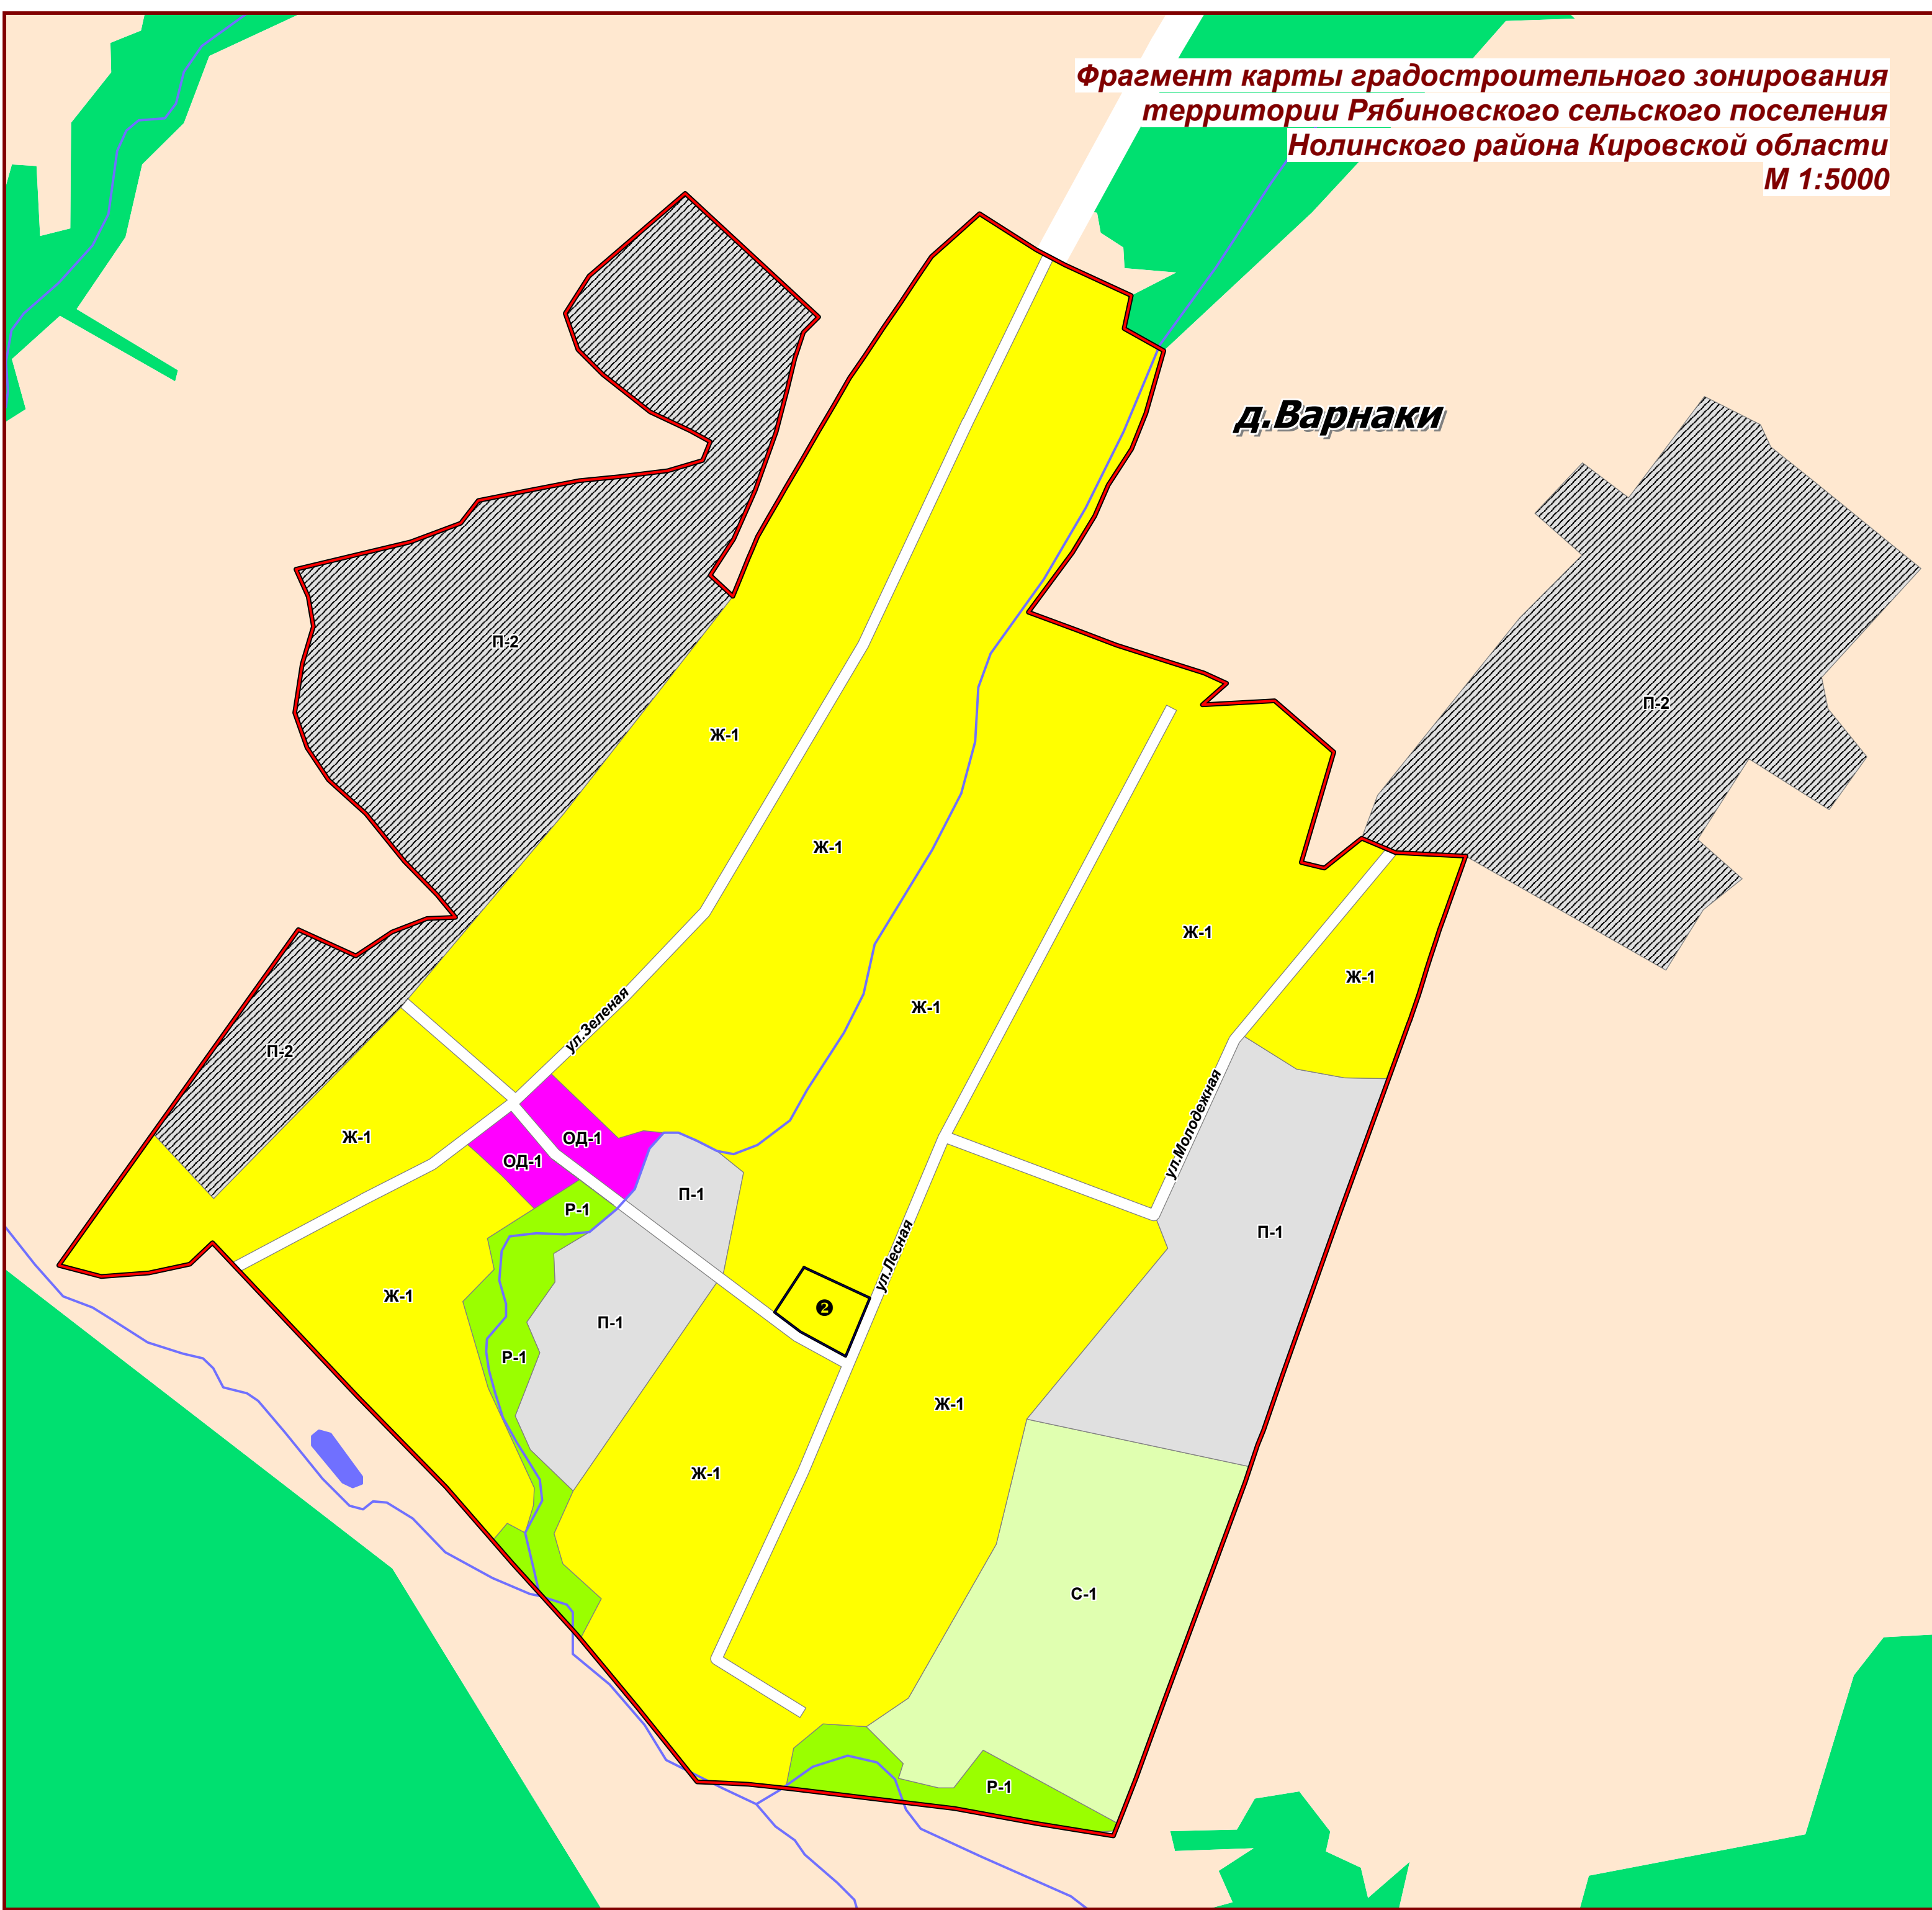 Фрагмент карты градостроительного зонирования
территории Рябиновского сельского поселения
Нолинского района Кировской области
М 1:5000
д.Варнаки
П-2
П-2
Ж-1
Ж-1
Ж-1
Ж-1
Ж-1
ул.Зеленая
П-2
Ж-1
ОД-1
ОД-1
ул.Молодежная
П-1
Р-1
П-1
ул.Лесная
Ж-1
2
П-1
Р-1
Ж-1
Ж-1
С-1
Р-1